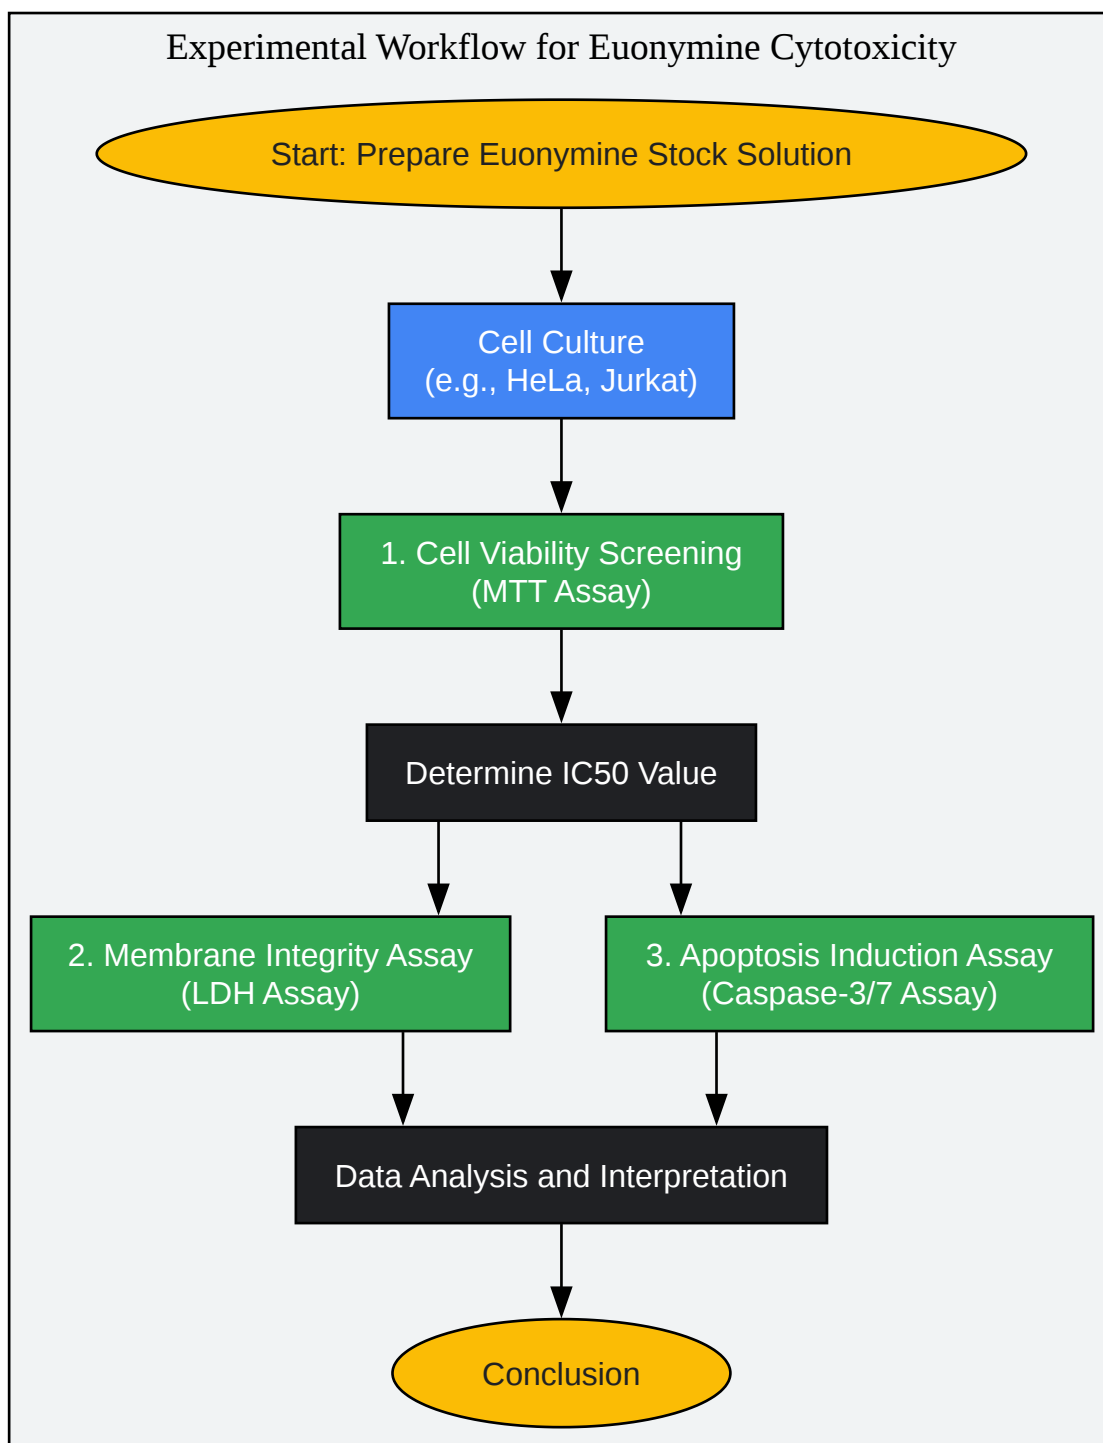 Experimental Workflow for Euonymine Cytotoxicity
Start: Prepare Euonymine Stock Solution
Cell Culture
(e.g., HeLa, Jurkat)
1. Cell Viability Screening
(MTT Assay)
Determine IC50 Value
2. Membrane Integrity Assay
(LDH Assay)
3. Apoptosis Induction Assay
(Caspase-3/7 Assay)
Data Analysis and Interpretation
Conclusion